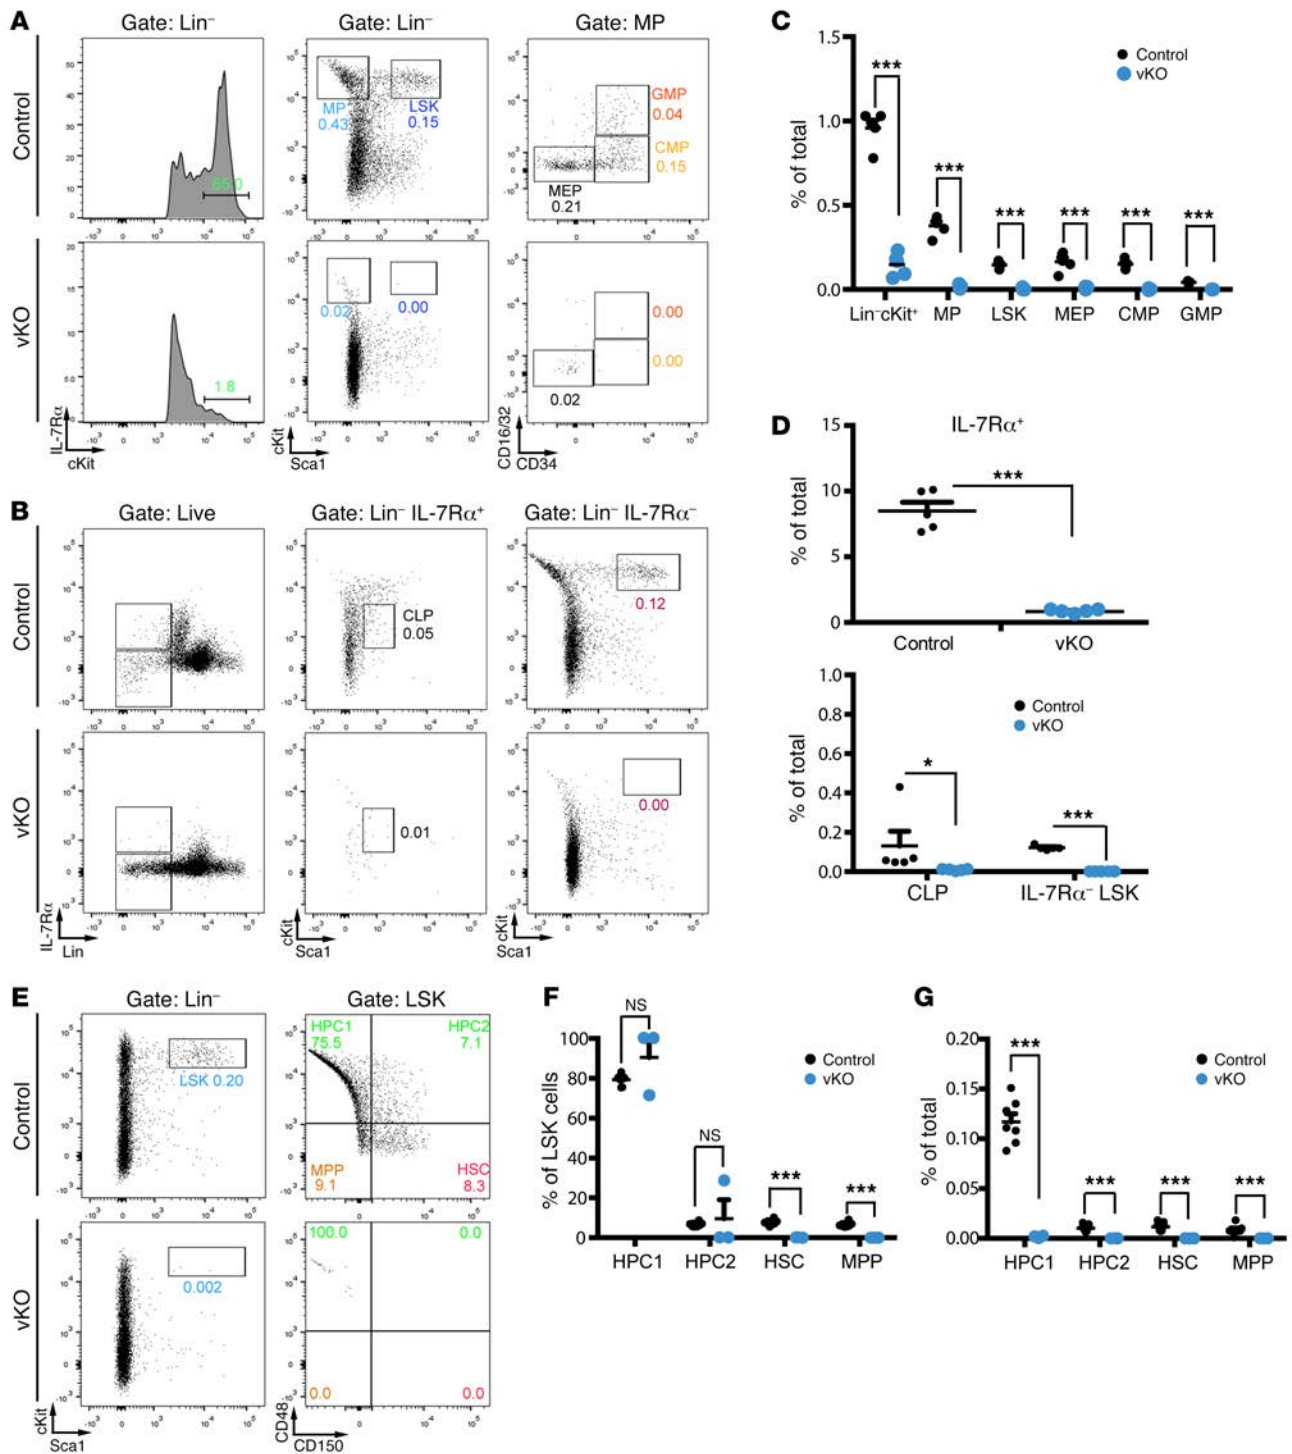 A
Gate: Lin⁻
Gate: Lin⁻
Gate: MP
Control
MP
0.43
LSK
0.15
GMP
0.04
CMP
0.15
MEP
0.21
vKO
1.8
0.02
0.00
0.00
0.00
0.02
IL-7Rα
cKit
cKit
Sca1
CD16/32
CD34
B
Gate: Live
Gate: Lin⁻ IL-7Rα⁺
Gate: Lin⁻ IL-7Rα⁻
Control
CLP
0.05
0.12
vKO
0.01
0.00
IL-7Rα
Lin
cKit
Sca1
cKit
Sca1
C
% of total
1.5
1.0
0.5
0.0
Control
vKO
*** *** *** *** *** ***
Lin⁻cKit⁺ MP LSK MEP CMP GMP
D
IL-7Rα⁺
% of total
15
10
5
0
***
Control vKO
% of total
1.0
0.8
0.6
0.4
0.2
0.0
Control
vKO
* ***
CLP IL-7Rα⁻ LSK
E
Gate: Lin⁻
Gate: LSK
Control
LSK 0.20
HPC1
75.5
HPC2
7.1
MPP
9.1
HSC
8.3
vKO
0.002
100.0
0.0
0.0
0.0
cKit
Sca1
CD48
CD150
F
% of LSK cells
100
80
60
40
20
0
NS NS *** ***
Control
vKO
HPC1 HPC2 HSC MPP
G
% of total
0.20
0.15
0.10
0.05
0.00
*** *** *** ***
Control
vKO
HPC1 HPC2 HSC MPP